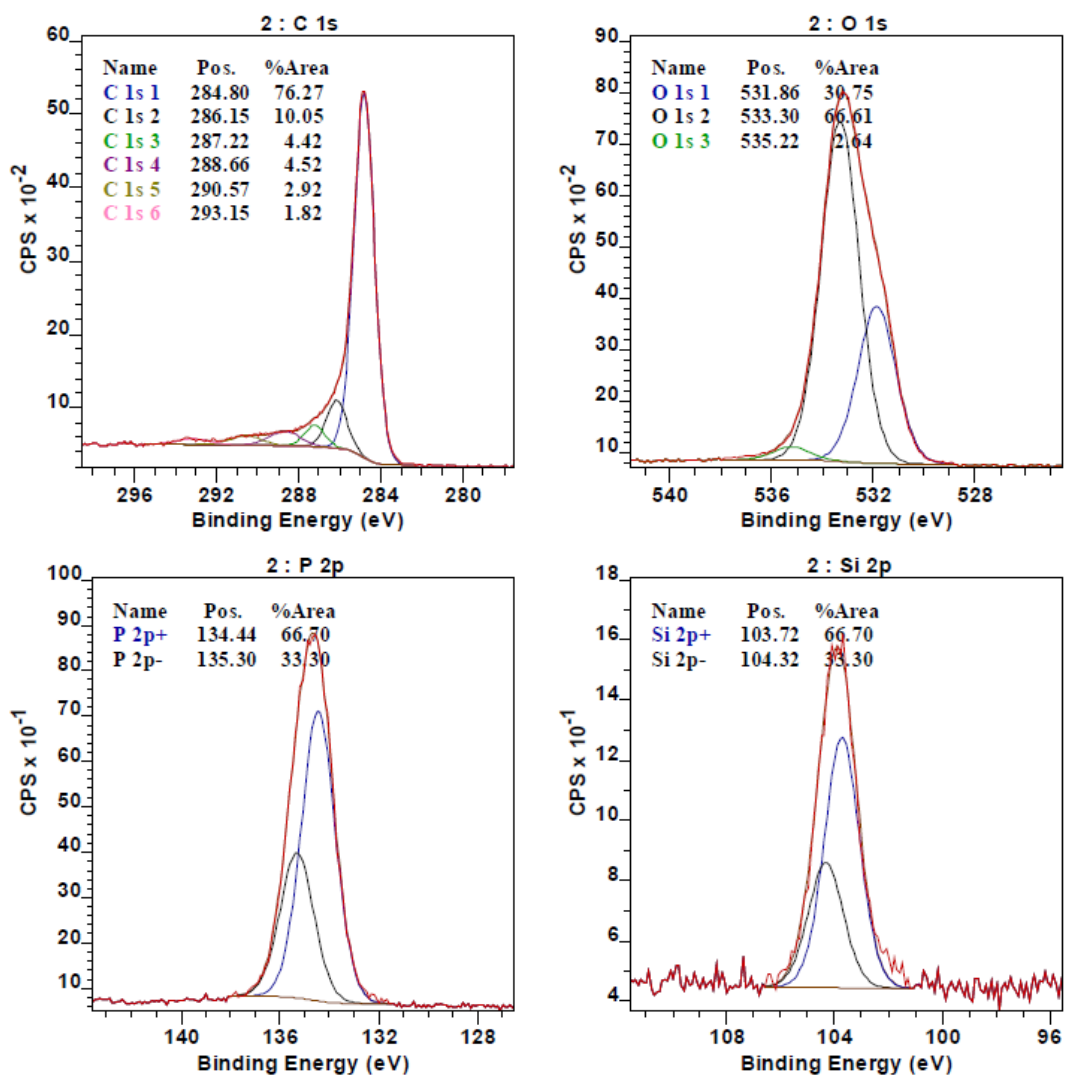 2 : C 1s
60
50
40
30
20
10
CPS x 10-2
Name Pos. %Area
C 1s 1 284.80 76.27
C 1s 2 286.15 10.05
C 1s 3 287.22 4.42
C 1s 4 288.66 4.52
C 1s 5 290.57 2.92
C 1s 6 293.15 1.82
296 292 288 284 280
Binding Energy (eV)
2 : O 1s
90
80
70
60
50
40
30
20
10
CPS x 10-2
Name Pos. %Area
O 1s 1 531.86 30.75
O 1s 2 533.30 66.61
O 1s 3 535.22 2.64
540 536 532 528
Binding Energy (eV)
2 : P 2p
100
90
80
70
60
50
40
30
20
10
CPS x 10-1
Name Pos. %Area
P 2p+ 134.44 66.70
P 2p- 135.30 33.30
140 136 132 128
Binding Energy (eV)
2 : Si 2p
18
16
14
12
10
8
6
4
CPS x 10-1
Name Pos. %Area
Si 2p+ 103.72 66.70
Si 2p- 104.32 33.30
108 104 100 96
Binding Energy (eV)